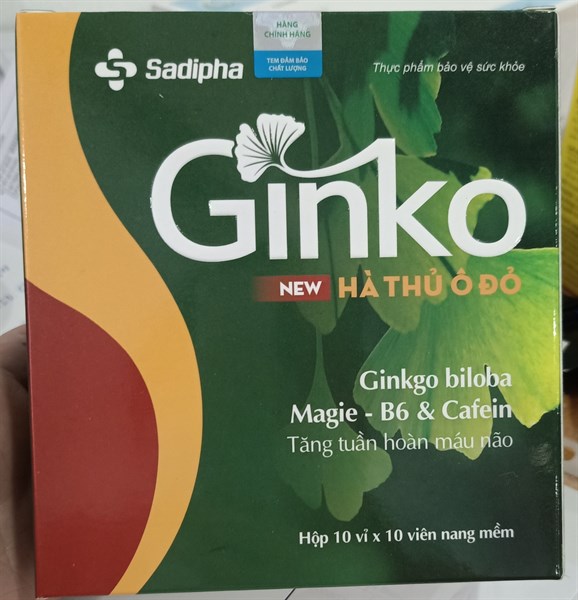 HÀNG
CHÍNH HÃNG
TEM ĐẢM BẢO
CHẤT LƯỢNG
Sadipha
Thực phẩm bảo vệ sức khỏe
Ginko
NEW HÀ THỦ Ô ĐỎ
Ginkgo biloba
Magie - B6 & Cafein
Tăng tuần hoàn máu não
Hộp 10 vỉ x 10 viên nang mềm